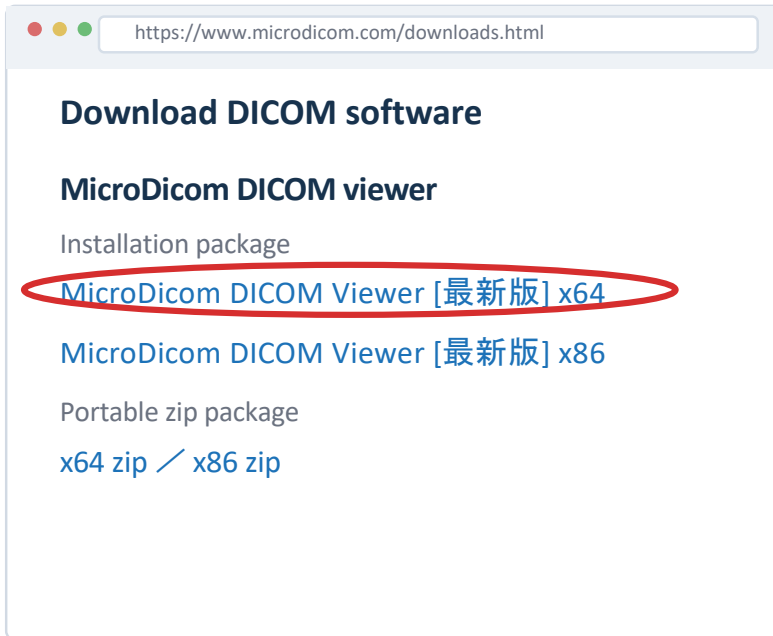 https://www.microdicom.com/downloads.html
Download DICOM software
MicroDicom DICOM viewer
Installation package
MicroDicom DICOM Viewer [最新版] x64
MicroDicom DICOM Viewer [最新版] x86
Portable zip package
x64 zip ／ x86 zip